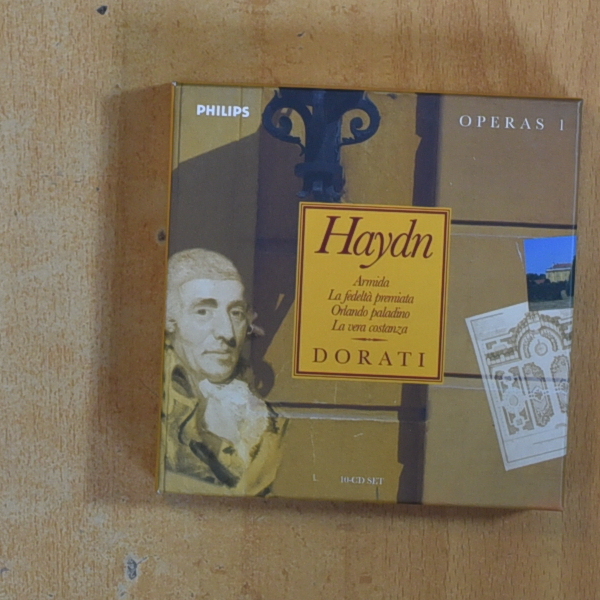 PHILIPS
OPERAS 1
Haydn
Armida
La fedeltà premiata
Orlando paladino
La vera costanza
DORATI
10-CD SET